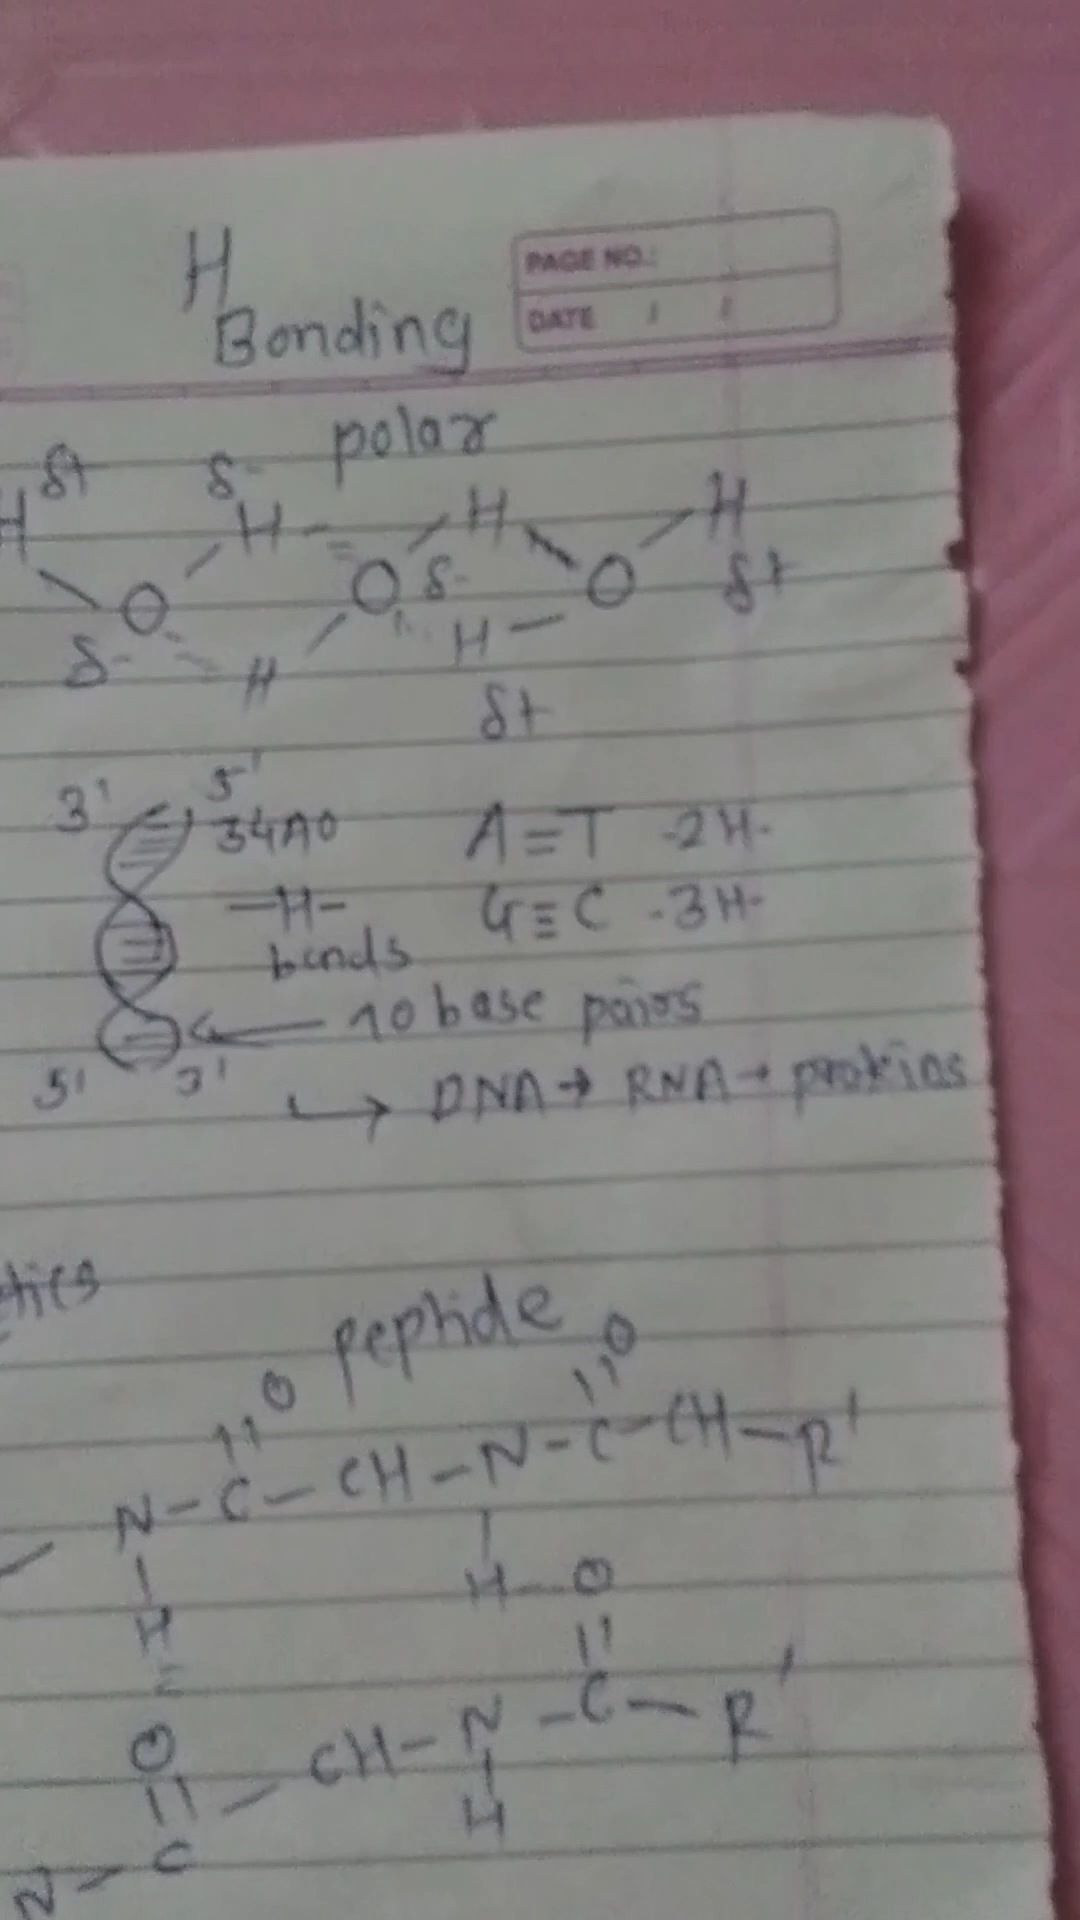 H
Bonding
PAGE NO.:
DATE / /
polar
H δ+ δ- H H H
O O δ- O δ+
δ- H H
δ+
3' 5'
34A0 A=T -2H-
-H- G≡C -3H-
bonds
10 base pairs
5' 3'
→ DNA → RNA → proteins
peptide
O O
N-C-CH-N-C-CH-R'
H H O
O CH-N-C-R'
H
N-C